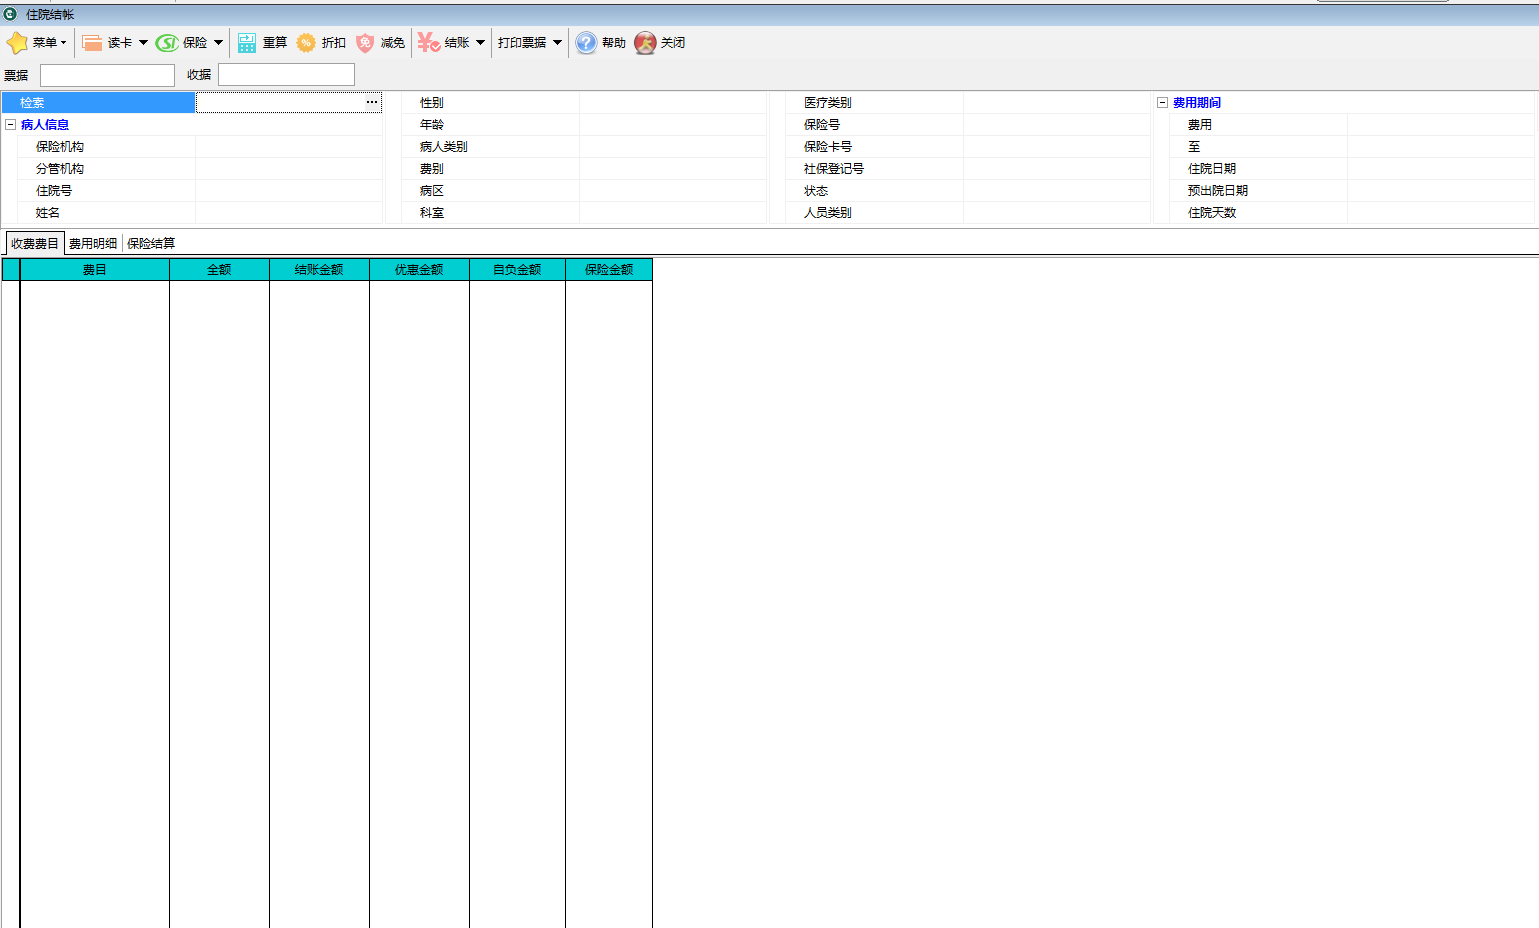 住院结帐
菜单 读卡 保险 重算 折扣 减免 结账 打印票据 帮助 关闭
票据 收据
检索 ... 性别 医疗类别 费用期间
病人信息 年龄 保险号 费用
保险机构 病人类别 保险卡号 至
分管机构 费别 社保登记号 住院日期
住院号 病区 状态 预出院日期
姓名 科室 人员类别 住院天数
收费费目 费用明细 保险结算
费目 全额 结账金额 优惠金额 自负金额 保险金额